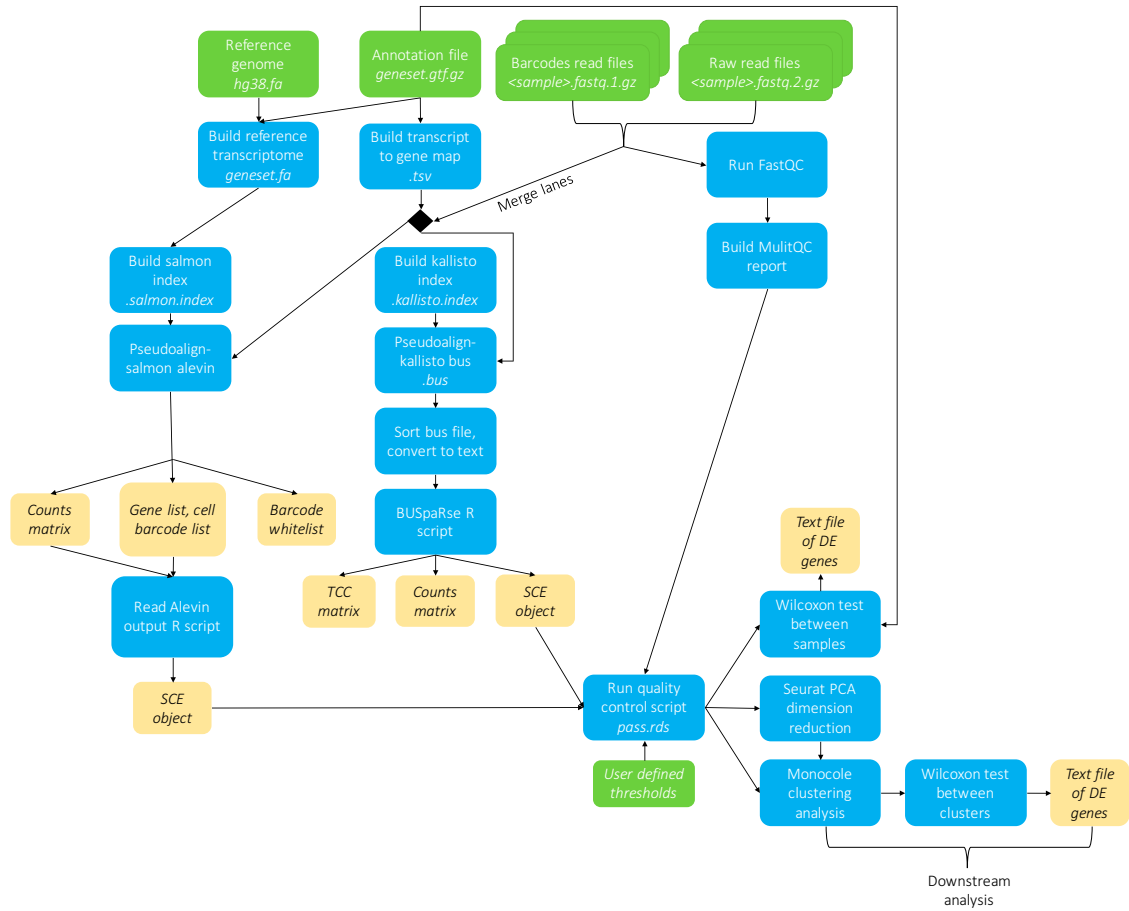 Reference
genome
hg38.fa
Annotation file
geneset.gtf.gz
Barcodes read files
<sample>.fastq.1.gz
Raw read files
<sample>.fastq.2.gz
Build reference
transcriptome
geneset.fa
Build transcript
to gene map
.tsv
Run FastQC
Merge lanes
Build salmon
index
.salmon.index
Build kallisto
index
.kallisto.index
Build MulitQC
report
Pseudoalign-
salmon alevin
Pseudoalign-
kallisto bus
.bus
Sort bus file,
convert to text
Counts
matrix
Gene list, cell
barcode list
Barcode
whitelist
BUSpaRse R
script
Text file
of DE
genes
TCC
matrix
Counts
matrix
SCE
object
Read Alevin
output R script
Wilcoxon test
between
samples
SCE
object
Run quality
control script
pass.rds
Seurat PCA
dimension
reduction
User defined
thresholds
Monocole
clustering
analysis
Wilcoxon test
between
clusters
Text file
of DE
genes
Downstream
analysis